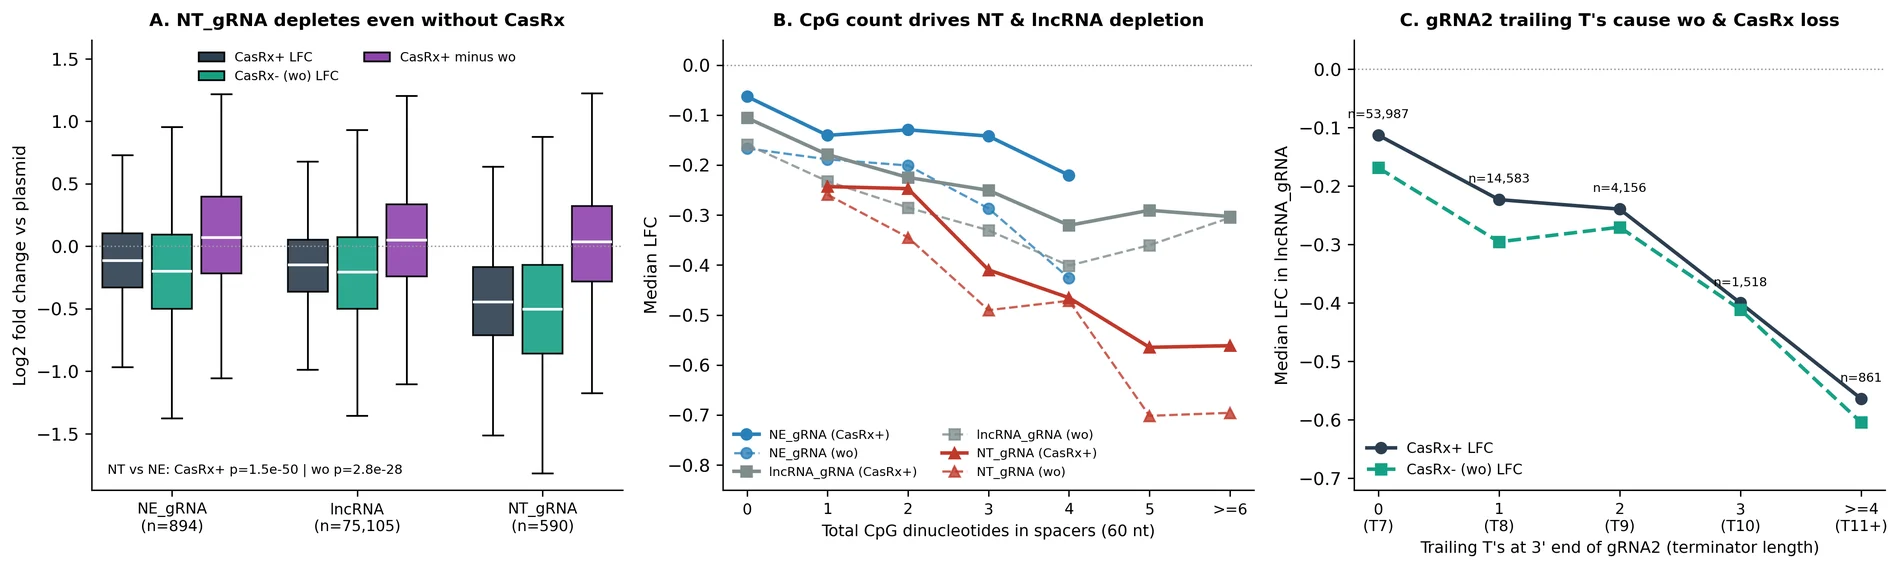 A. NT_gRNA depletes even without CasRx
CasRx+ LFC
CasRx- (wo) LFC
CasRx+ minus wo
Log2 fold change vs plasmid
1.5
1.0
0.5
0.0
−0.5
−1.0
−1.5
NT vs NE: CasRx+ p=1.5e-50 | wo p=2.8e-28
NE_gRNA
(n=894)
lncRNA
(n=75,105)
NT_gRNA
(n=590)
B. CpG count drives NT & lncRNA depletion
Median LFC
0.0
−0.1
−0.2
−0.3
−0.4
−0.5
−0.6
−0.7
−0.8
NE_gRNA (CasRx+)
NE_gRNA (wo)
lncRNA_gRNA (CasRx+)
lncRNA_gRNA (wo)
NT_gRNA (CasRx+)
NT_gRNA (wo)
0 1 2 3 4 5 >=6
Total CpG dinucleotides in spacers (60 nt)
C. gRNA2 trailing T's cause wo & CasRx loss
Median LFC in lncRNA_gRNA
0.0
−0.1
−0.2
−0.3
−0.4
−0.5
−0.6
−0.7
n=53,987
n=14,583
n=4,156
n=1,518
n=861
CasRx+ LFC
CasRx- (wo) LFC
0 1 2 3 >=4
(T7) (T8) (T9) (T10) (T11+)
Trailing T's at 3' end of gRNA2 (terminator length)